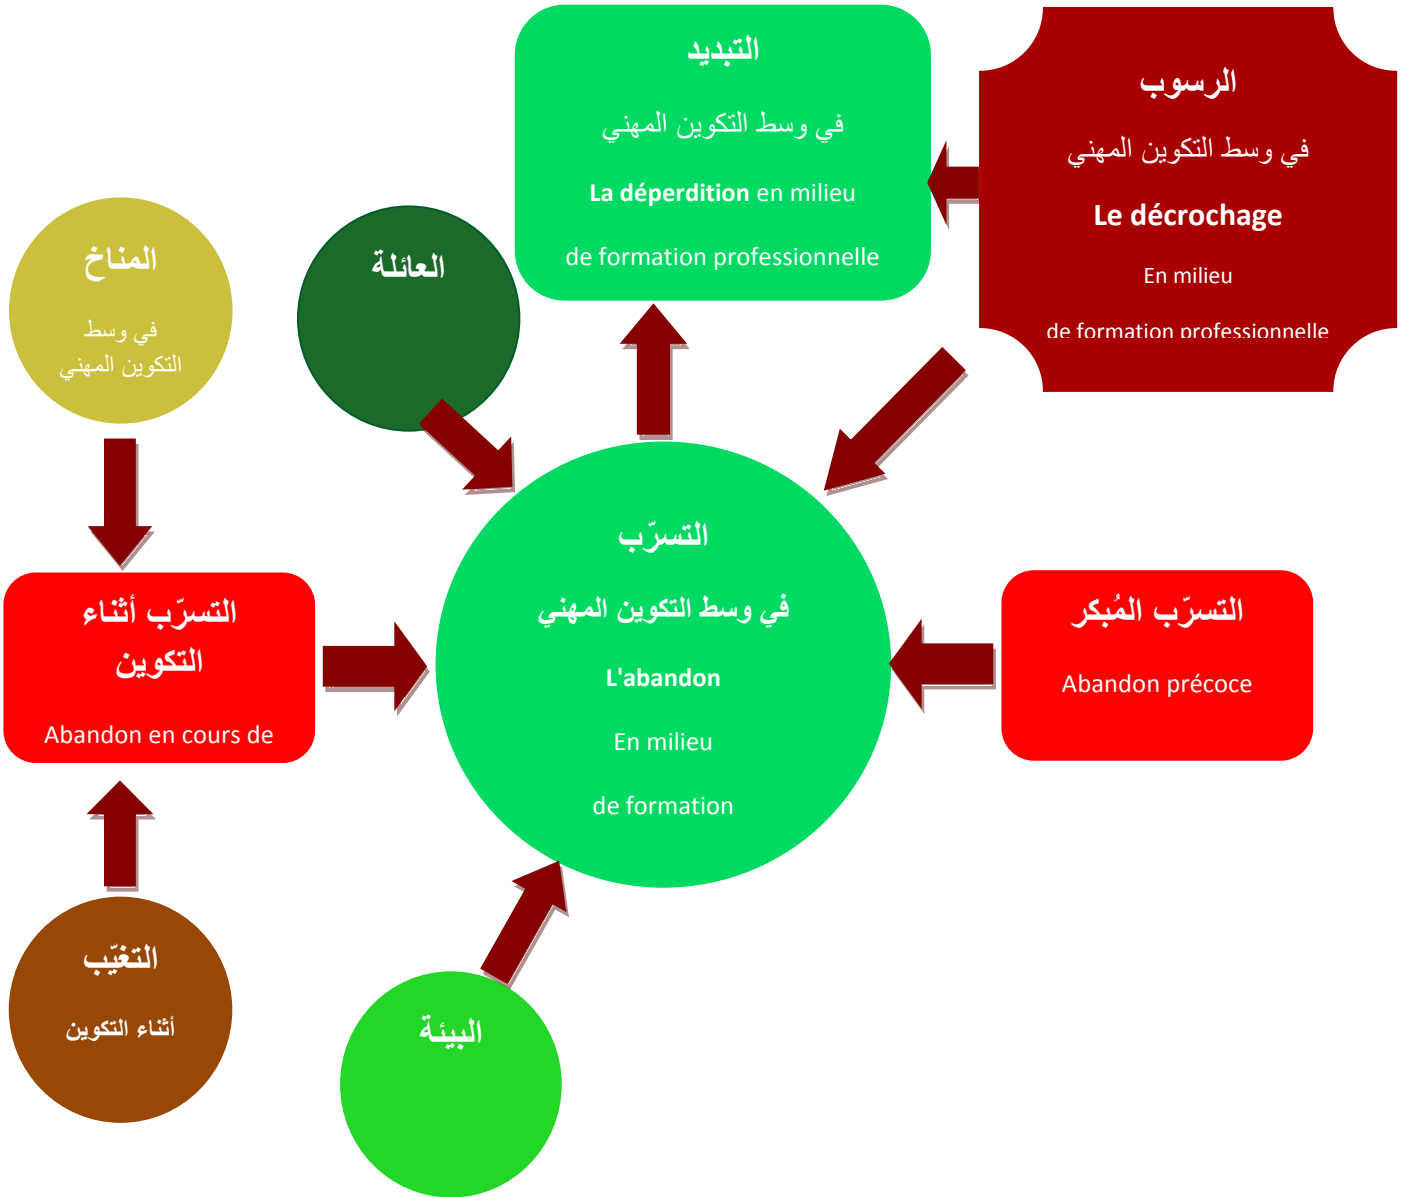 التبديد
في وسط التكوين المهني
La déperdition en milieu
de formation professionnelle
الرسوب
في وسط التكوين المهني
Le décrochage
En milieu
de formation professionnelle
المناخ
في وسط
التكوين المهني
العائلة
التسرّب
في وسط التكوين المهني
L'abandon
En milieu
de formation
التسرّب أثناء
التكوين
Abandon en cours de
التسرّب المُبكر
Abandon précoce
التغيّب
أثناء التكوين
البيئة